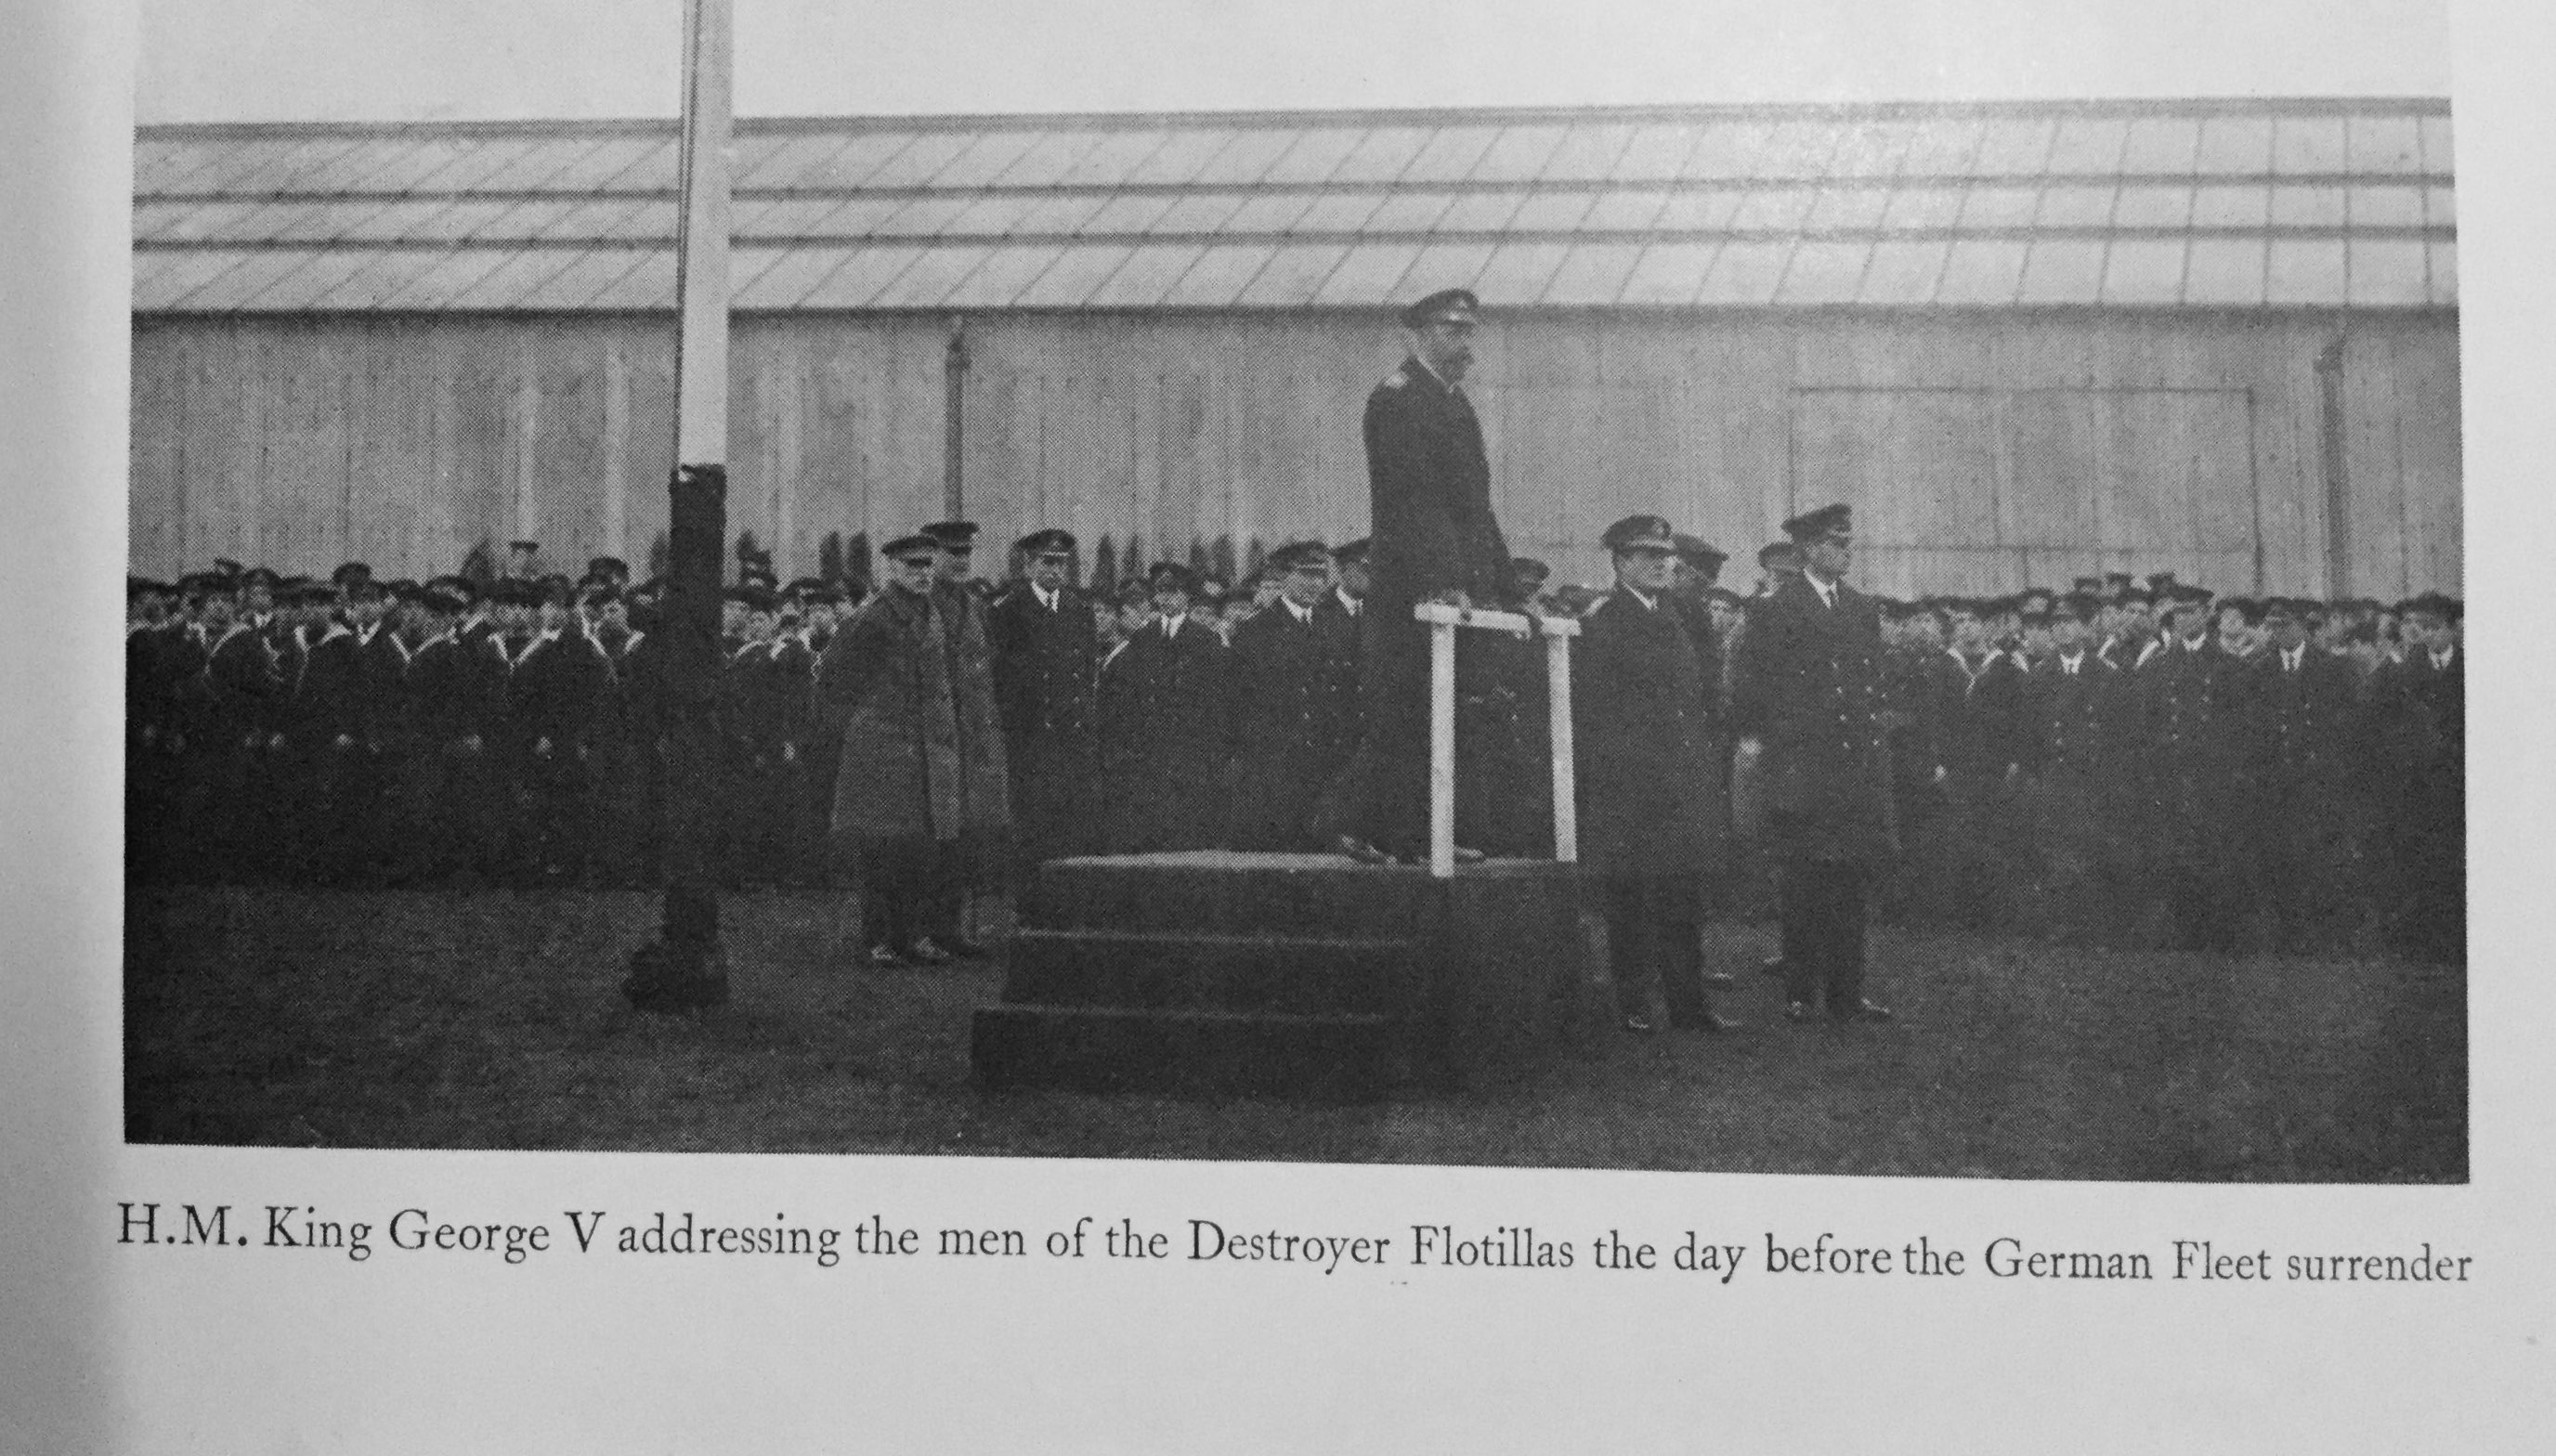 H.M. King George V addressing the men of the Destroyer Flotillas the day before the German Fleet surrender